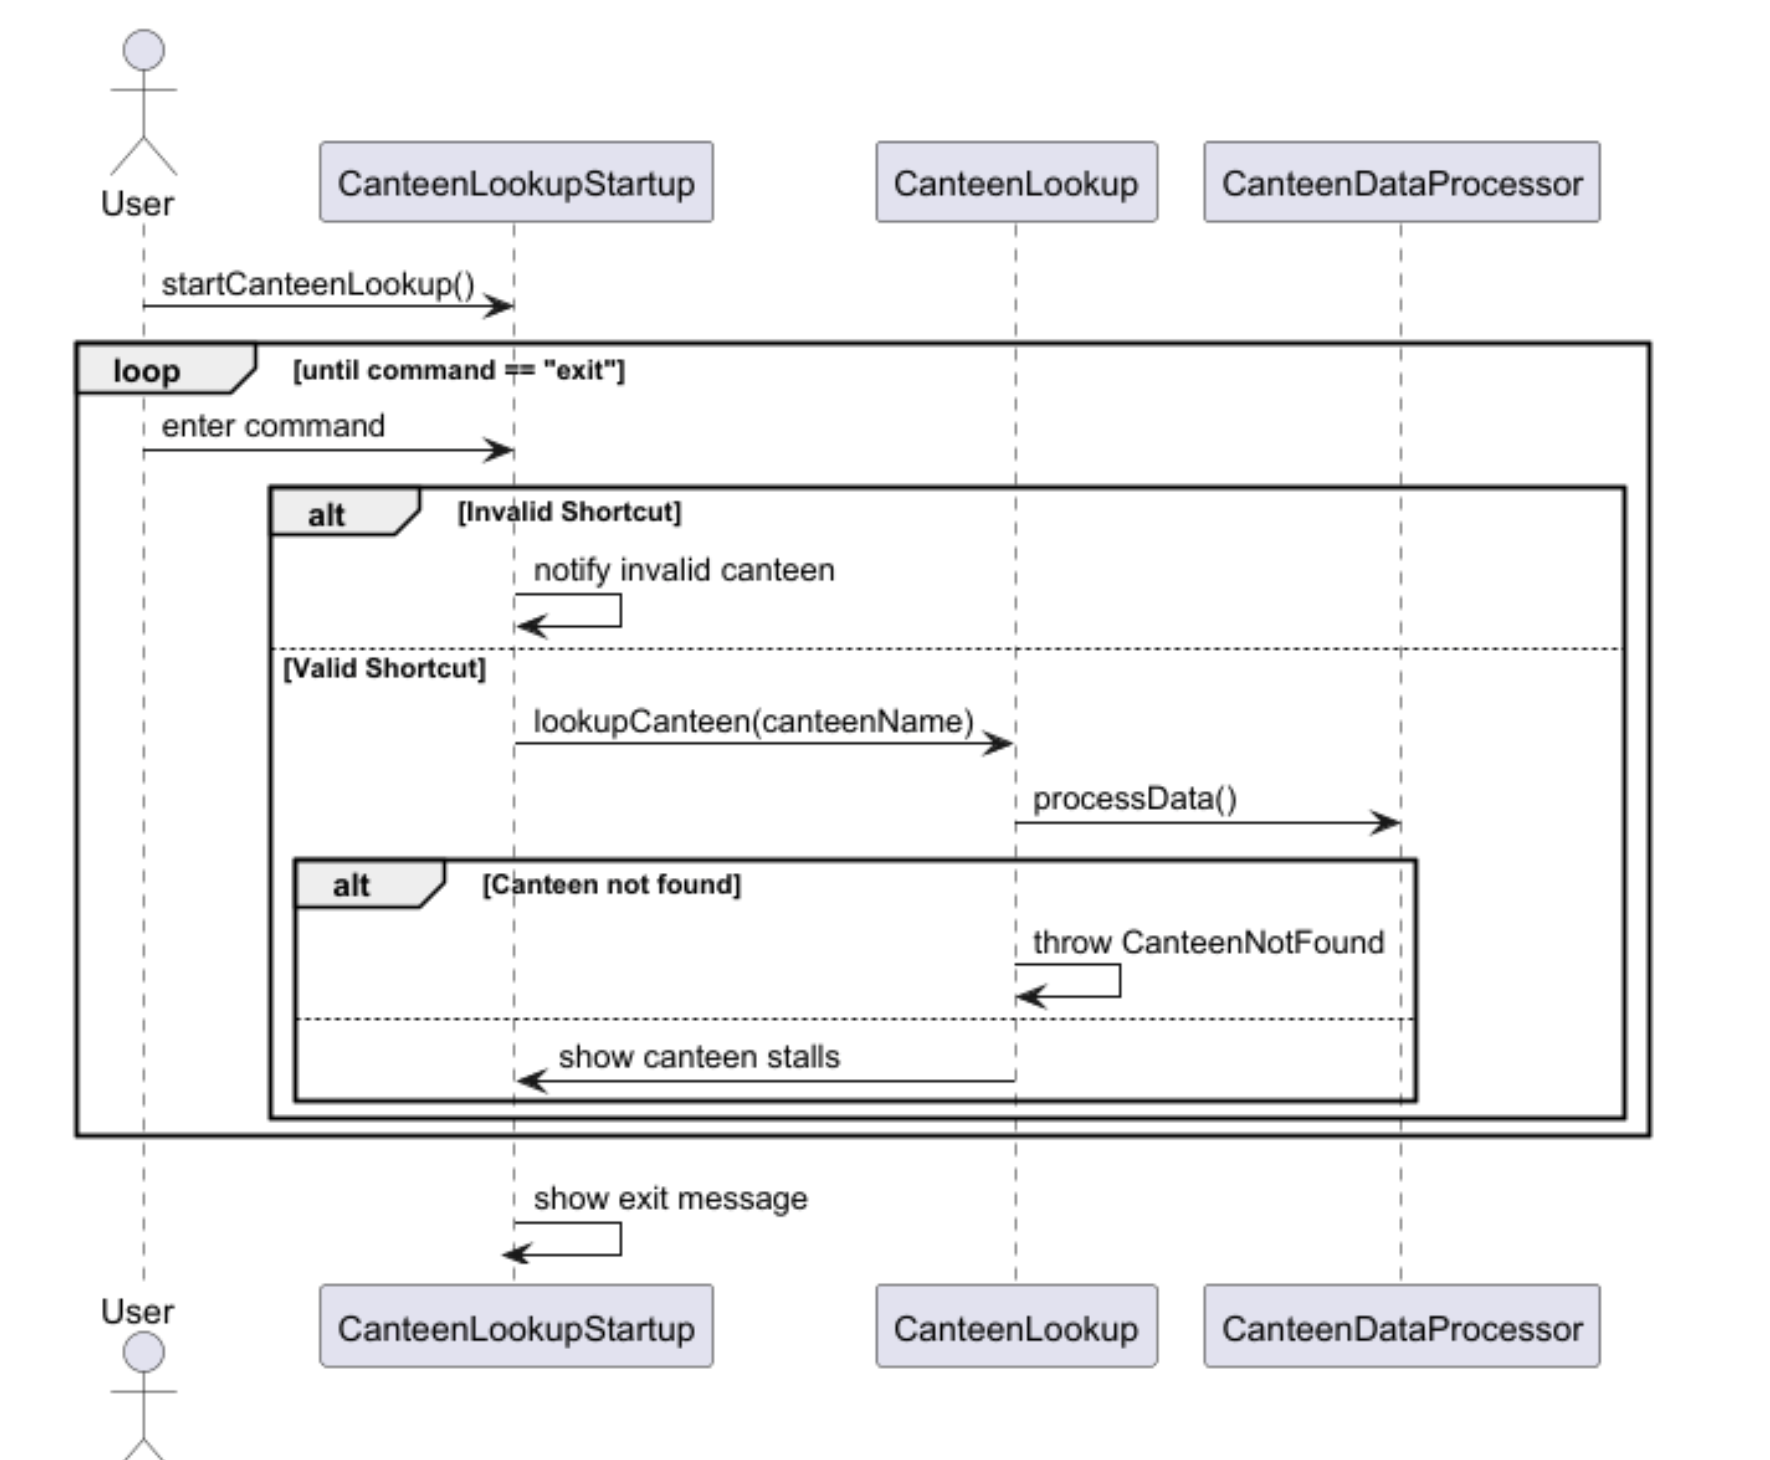 User
CanteenLookupStartup
CanteenLookup
CanteenDataProcessor
startCanteenLookup()
loop
[until command == "exit"]
enter command
alt
[Invalid Shortcut]
notify invalid canteen
[Valid Shortcut]
lookupCanteen(canteenName)
processData()
alt
[Canteen not found]
throw CanteenNotFound
show canteen stalls
show exit message
User
CanteenLookupStartup
CanteenLookup
CanteenDataProcessor